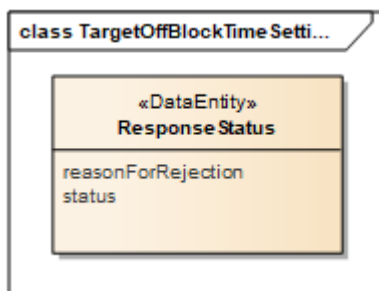 class TargetOffBlockTimeSetti...
«DataEntity»
ResponseStatus
reasonForRejection
status